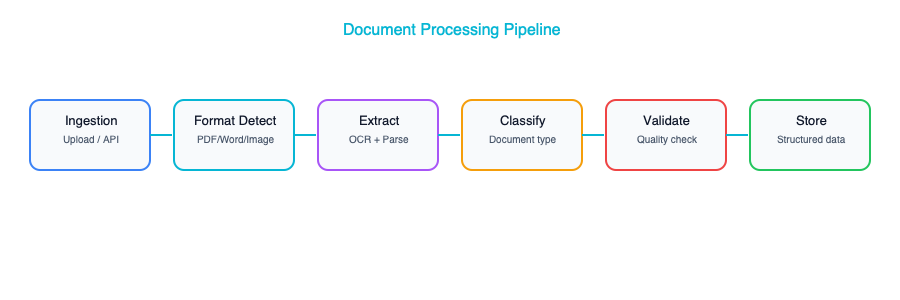 Document Processing Pipeline
Ingestion
Upload / API
Format Detect
PDF/Word/Image
Extract
OCR + Parse
Classify
Document type
Validate
Quality check
Store
Structured data